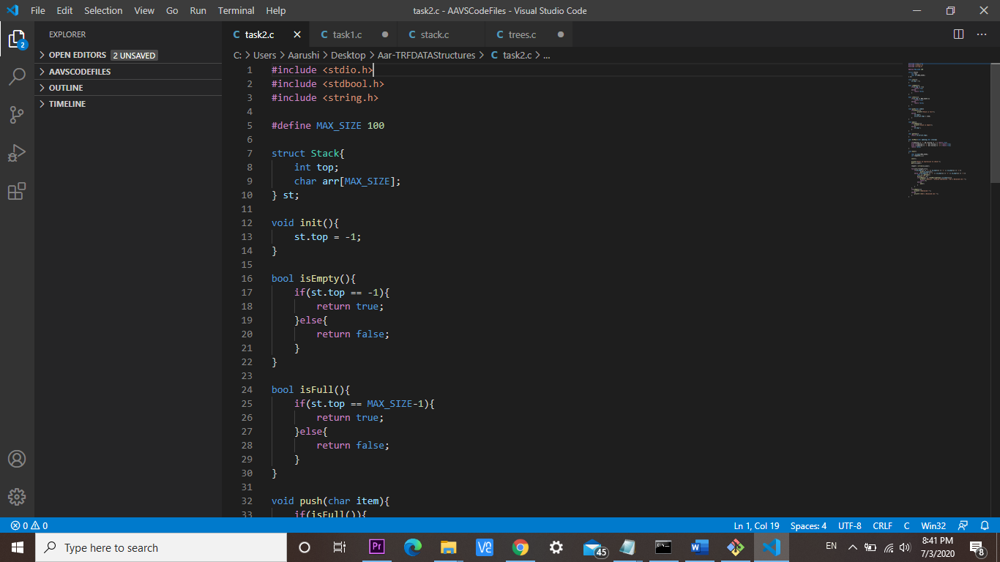 File Edit Selection View Go Run Terminal Help task2.c - AAVSCodeFiles - Visual Studio Code
EXPLORER
OPEN EDITORS 2 UNSAVED
AAVSCODEFILES
OUTLINE
TIMELINE
2
C task2.c C task1.c C stack.c C trees.c
C: > Users > Aarushi > Desktop > Aar-TRFDATAStructures > C task2.c > ...
1 #include <stdio.h>
2 #include <stdbool.h>
3 #include <string.h>
4
5 #define MAX_SIZE 100
6
7 struct Stack{
8 int top;
9 char arr[MAX_SIZE];
10 } st;
11
12 void init(){
13 st.top = -1;
14 }
15
16 bool isEmpty(){
17 if(st.top == -1){
18 return true;
19 }else{
20 return false;
21 }
22 }
23
24 bool isFull(){
25 if(st.top == MAX_SIZE-1){
26 return true;
27 }else{
28 return false;
29 }
30 }
31
32 void push(char item){
33 if(isFull()){
0 0 Ln 1, Col 19 Spaces: 4 UTF-8 CRLF C Win32
Type here to search Pr V2 45 W EN 8:41 PM
7/3/2020 8